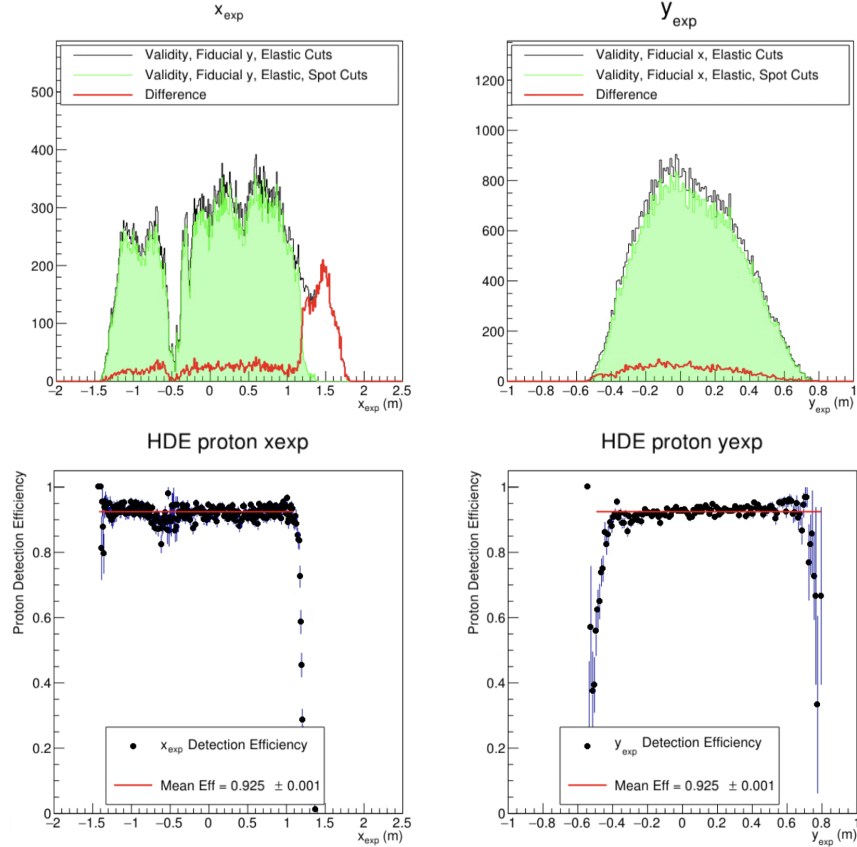 x_exp
y_exp
Validity, Fiducial y, Elastic Cuts
Validity, Fiducial y, Elastic, Spot Cuts
Difference
500
400
300
200
100
0
−2 −1.5 −1 −0.5 0 0.5 1 1.5 2 2.5
x_exp (m)
Validity, Fiducial x, Elastic Cuts
Validity, Fiducial x, Elastic, Spot Cuts
Difference
1200
1000
800
600
400
200
0
−1 −0.8 −0.6 −0.4 −0.2 0 0.2 0.4 0.6 0.8 1
y_exp (m)
HDE proton xexp
Proton Detection Efficiency
1
0.8
0.6
0.4
0.2
0
x_exp Detection Efficiency
Mean Eff = 0.925 ± 0.001
−2 −1.5 −1 −0.5 0 0.5 1 1.5 2 2.5
x_exp (m)
HDE proton yexp
Proton Detection Efficiency
1
0.8
0.6
0.4
0.2
0
y_exp Detection Efficiency
Mean Eff = 0.925 ± 0.001
−1 −0.8 −0.6 −0.4 −0.2 0 0.2 0.4 0.6 0.8 1
y_exp (m)